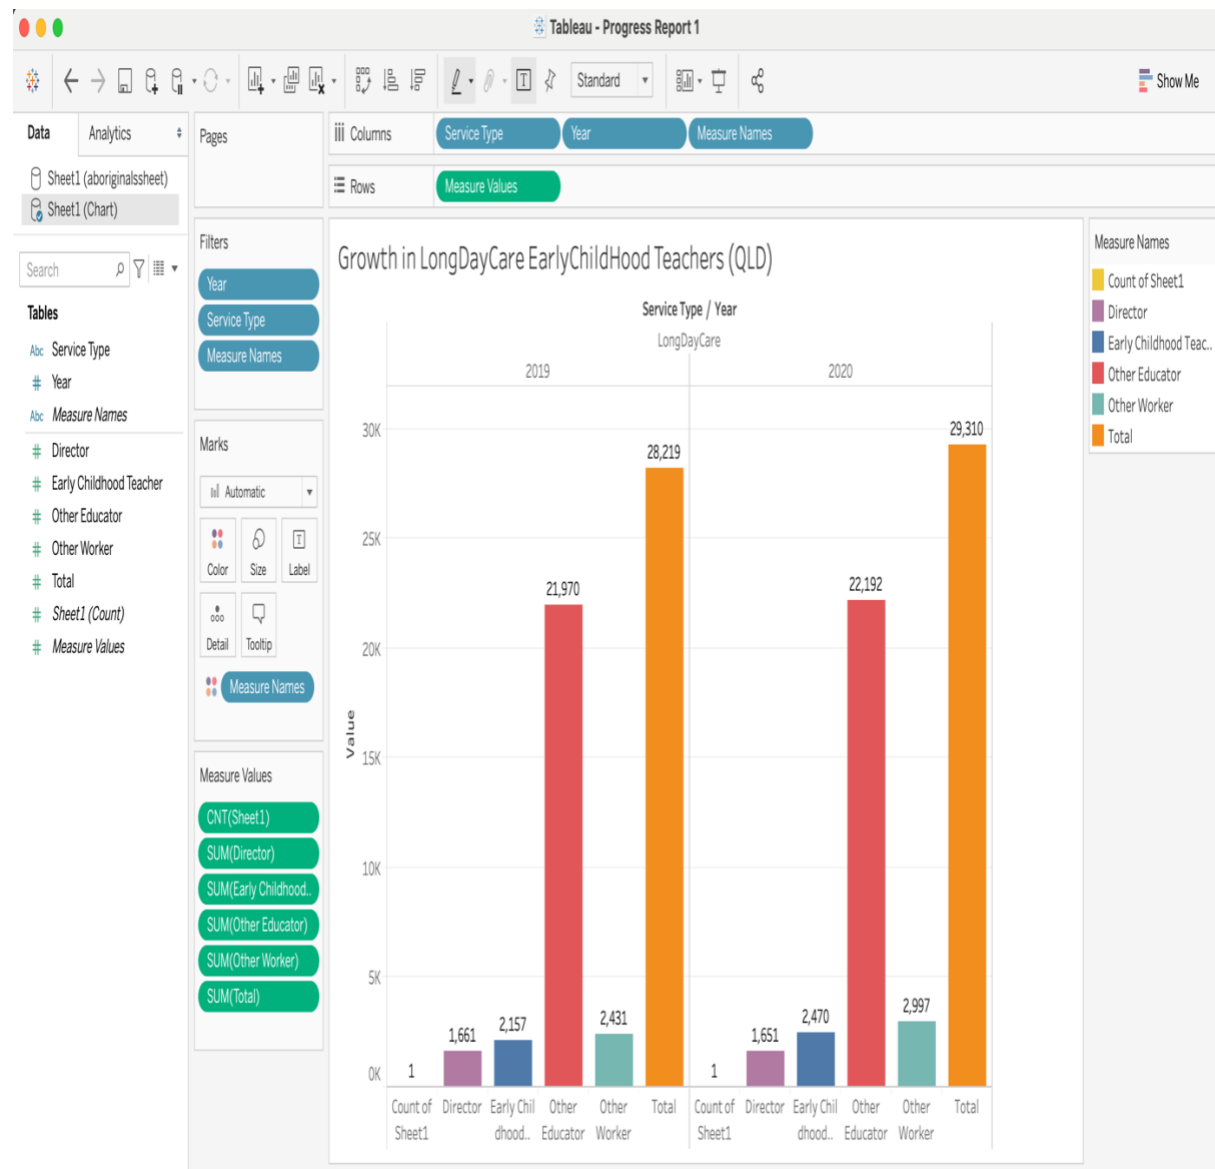 Tableau - Progress Report 1
Standard
Show Me
Data
Analytics
Sheet1 (aboriginalssheet)
Sheet1 (Chart)
Search
Tables
Abc Service Type
# Year
Abc Measure Names
# Director
# Early Childhood Teacher
# Other Educator
# Other Worker
# Total
# Sheet1 (Count)
# Measure Values
Pages
Filters
Year
Service Type
Measure Names
Marks
Automatic
Color
Size
Label
Detail
Tooltip
Measure Names
Measure Values
CNT(Sheet1)
SUM(Director)
SUM(Early Childhood..
SUM(Other Educator)
SUM(Other Worker)
SUM(Total)
Columns
Service Type
Year
Measure Names
Rows
Measure Values
Growth in LongDayCare EarlyChildHood Teachers (QLD)
Service Type / Year
LongDayCare
2019
2020
Value
30K
25K
20K
15K
10K
5K
0K
1
1,661
2,157
21,970
2,431
28,219
1
1,651
2,470
22,192
2,997
29,310
Count of
Sheet1
Director
Early Chil
dhood..
Other
Educator
Other
Worker
Total
Count of
Sheet1
Director
Early Chil
dhood..
Other
Educator
Other
Worker
Total
Measure Names
Count of Sheet1
Director
Early Childhood Teac..
Other Educator
Other Worker
Total